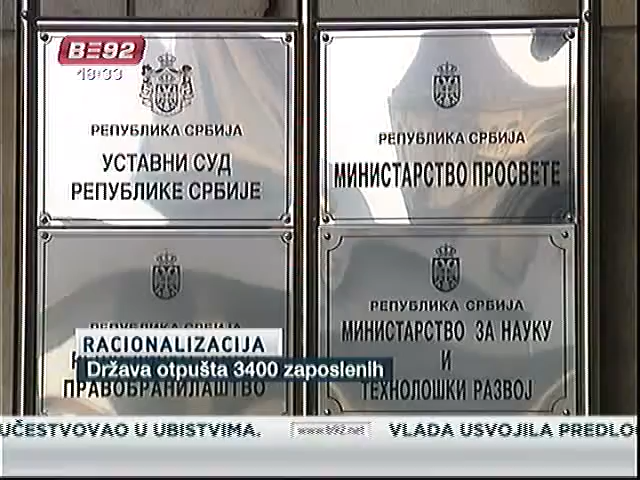 B92
18:33
РЕПУБЛИКА СРБИЈА
УСТАВНИ СУД
РЕПУБЛИКЕ СРБИЈЕ
РЕПУБЛИКА СРБИЈА
МИНИСТАРСТВО ПРОСВЕТЕ
РЕПУБЛИКА СРБИЈА
ПРАВОБРАНИЛАШТВО
РЕПУБЛИКА СРБИЈА
МИНИСТАРСТВО ЗА НАУКУ
И
ТЕХНОЛОШКИ РАЗВОЈ
RACIONALIZACIJA
Država otpušta 3400 zaposlenih
UČESTVOVAO U UBISTVIMA.
www.b92.net
VLADA USVOJILA PREDLO